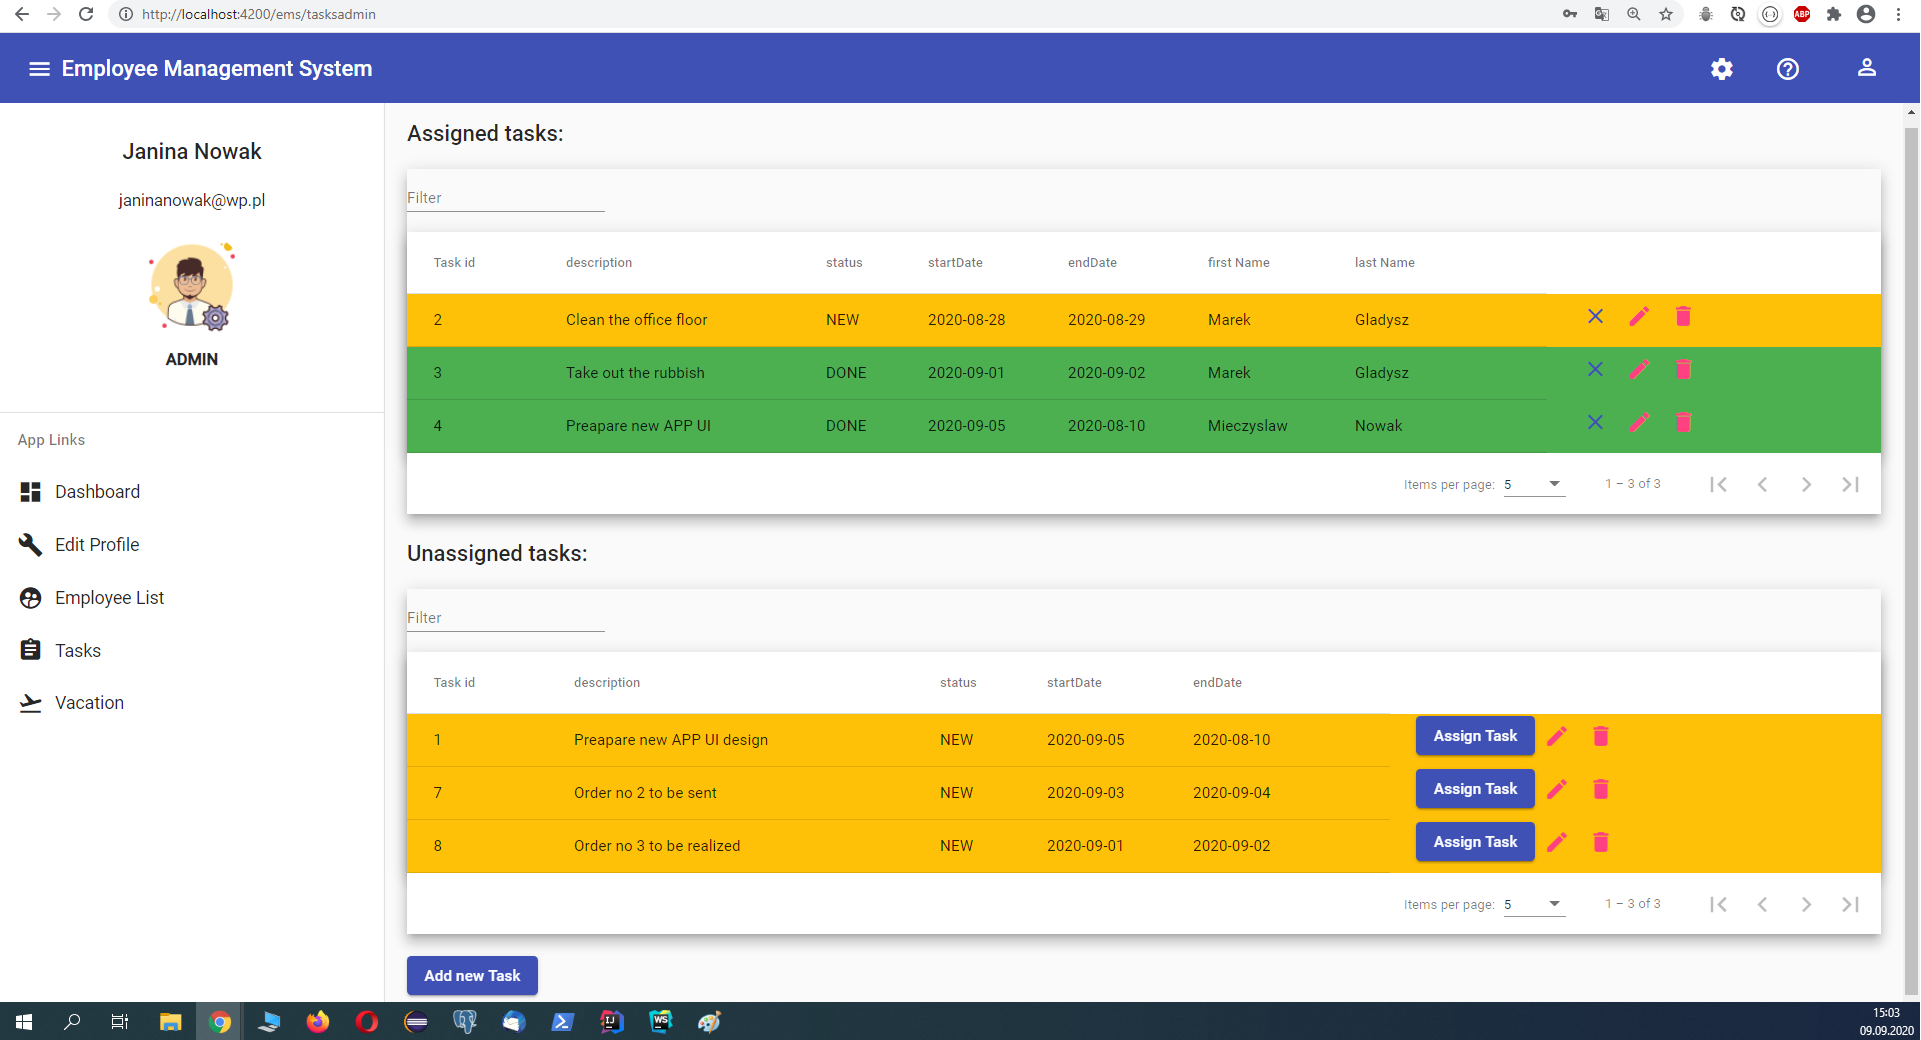 http://localhost:4200/ems/tasksadmin
ABP
Employee Management System
Janina Nowak
janinanowak@wp.pl
ADMIN
App Links
Dashboard
Edit Profile
Employee List
Tasks
Vacation
Assigned tasks:
Filter
Task id description status startDate endDate first Name last Name
2 Clean the office floor NEW 2020-08-28 2020-08-29 Marek Gladysz
3 Take out the rubbish DONE 2020-09-01 2020-09-02 Marek Gladysz
4 Preapare new APP UI DONE 2020-09-05 2020-08-10 Mieczyslaw Nowak
Items per page: 5 1 – 3 of 3
Unassigned tasks:
Filter
Task id description status startDate endDate
1 Preapare new APP UI design NEW 2020-09-05 2020-08-10 Assign Task
7 Order no 2 to be sent NEW 2020-09-03 2020-09-04 Assign Task
8 Order no 3 to be realized NEW 2020-09-01 2020-09-02 Assign Task
Items per page: 5 1 – 3 of 3
Add new Task
IJ
WS
15:03
09.09.2020